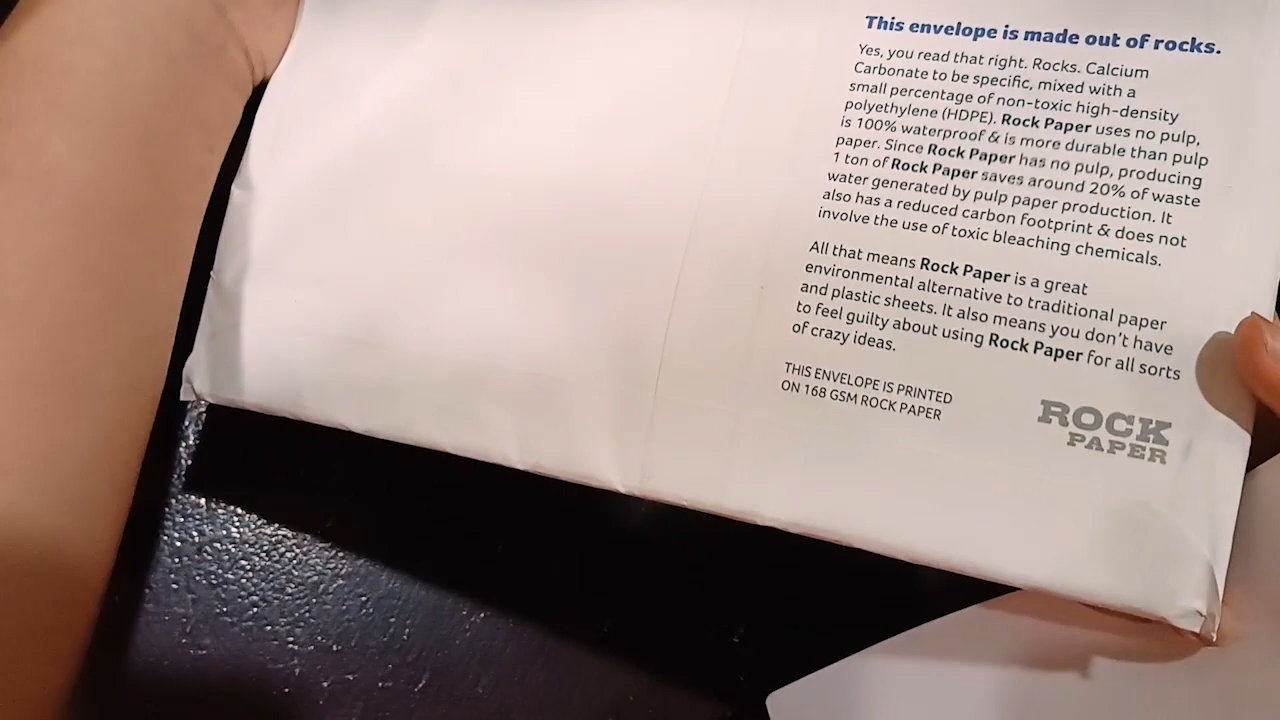 This envelope is made out of rocks.
Yes, you read that right. Rocks. Calcium
Carbonate to be specific, mixed with a
small percentage of non-toxic high-density
polyethylene (HDPE). Rock Paper uses no pulp,
is 100% waterproof & is more durable than pulp
paper. Since Rock Paper has no pulp, producing
1 ton of Rock Paper saves around 20% of waste
water generated by pulp paper production. It
also has a reduced carbon footprint & does not
involve the use of toxic bleaching chemicals.
All that means Rock Paper is a great
environmental alternative to traditional paper
and plastic sheets. It also means you don't have
to feel guilty about using Rock Paper for all sorts
of crazy ideas.
THIS ENVELOPE IS PRINTED
ON 168 GSM ROCK PAPER
ROCK
PAPER